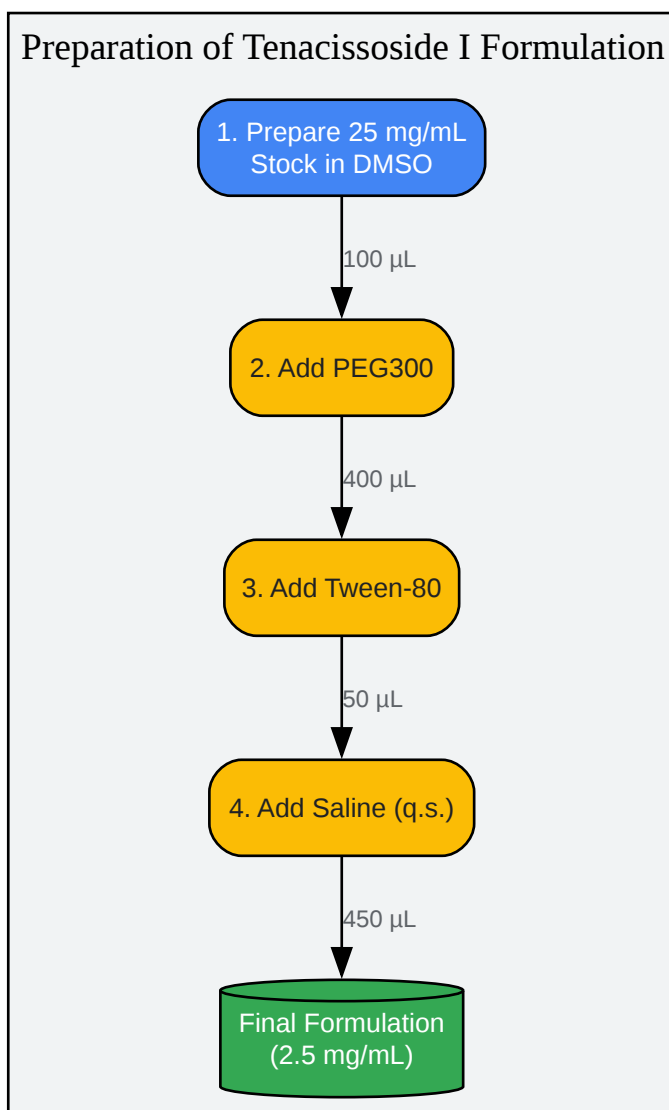 Preparation of Tenacissoside I Formulation
1. Prepare 25 mg/mL
Stock in DMSO
100 µL
2. Add PEG300
400 µL
3. Add Tween-80
50 µL
4. Add Saline (q.s.)
450 µL
Final Formulation
(2.5 mg/mL)